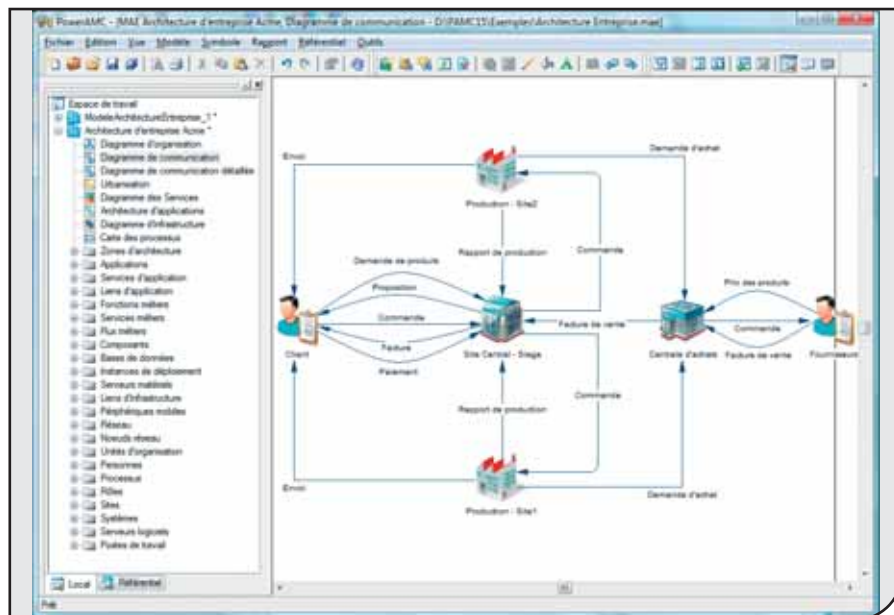 PowerAMC - [MAE Architecture d'entreprise Acme, Diagramme de communication - D:\PAMC15\Exemples\Architecture Entreprise.mae]
Fichier Edition Vue Modèle Symbole Rapport Référentiel Outils
Espace de travail
ModèleArchitectureEntreprise_1 *
Architecture d'entreprise Acme *
Diagramme d'organisation
Diagramme de communication
Diagramme de communication détaillée
Urbanisation
Diagramme des Services
Architecture d'applications
Diagramme d'infrastructure
Carte des processus
Zones d'architecture
Applications
Services d'application
Liens d'application
Fonctions métiers
Services métiers
Flux métiers
Composants
Bases de données
Instances de déploiement
Serveurs matériels
Liens d'infrastructure
Périphériques mobiles
Réseau
Noeuds réseau
Unités d'organisation
Personnes
Processus
Rôles
Sites
Systèmes
Serveurs logiciels
Postes de travail
Local Référentiel
Prêt
Envoi
Demande d'achat
Production - Site2
Rapport de production
Commande
Demande de produits
Proposition
Commande
Facture
Paiement
Client
Site Central - Siège
Facture de vente
Centrale d'achats
Prix des produits
Commande
Facture de vente
Fournisseurs
Rapport de production
Commande
Envoi
Demande d'achat
Production - Site1